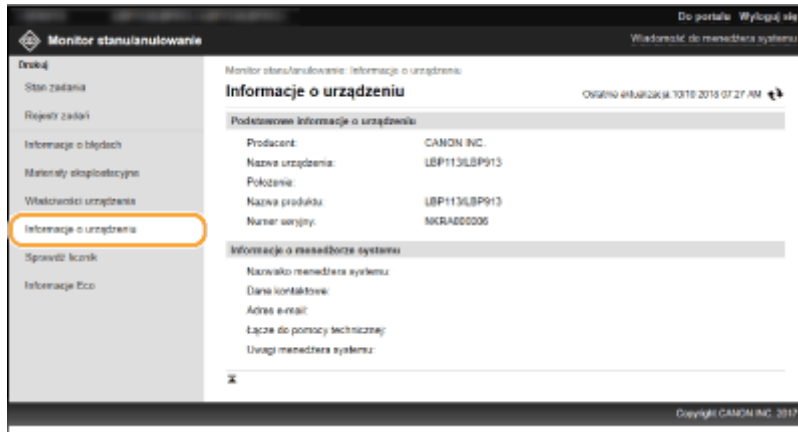 Do portalu Wyloguj się
Monitor stanu/anulowanie
Wiadomość do menedżera systemu
Drukuj
Stan zadania
Rejestr zadań
Informacje o błędach
Materiały eksploatacyjne
Właściwości urządzenia
Informacje o urządzeniu
Sprawdź licznik
Informacje Eco
Monitor stanu/anulowanie: Informacje o urządzeniu
Informacje o urządzeniu
Ostatnia aktualizacja: 10/10 2018 07:27 AM
Podstawowe informacje o urządzeniu
Producent: CANON INC.
Nazwa urządzenia: LBP113/LBP913
Położenie:
Nazwa produktu: LBP113/LBP913
Numer seryjny: NKRA000006
Informacje o menedżerze systemu
Nazwisko menedżera systemu:
Dane kontaktowe:
Adres e-mail:
Łącze do pomocy technicznej:
Uwagi menedżera systemu:
Copyright CANON INC. 2017